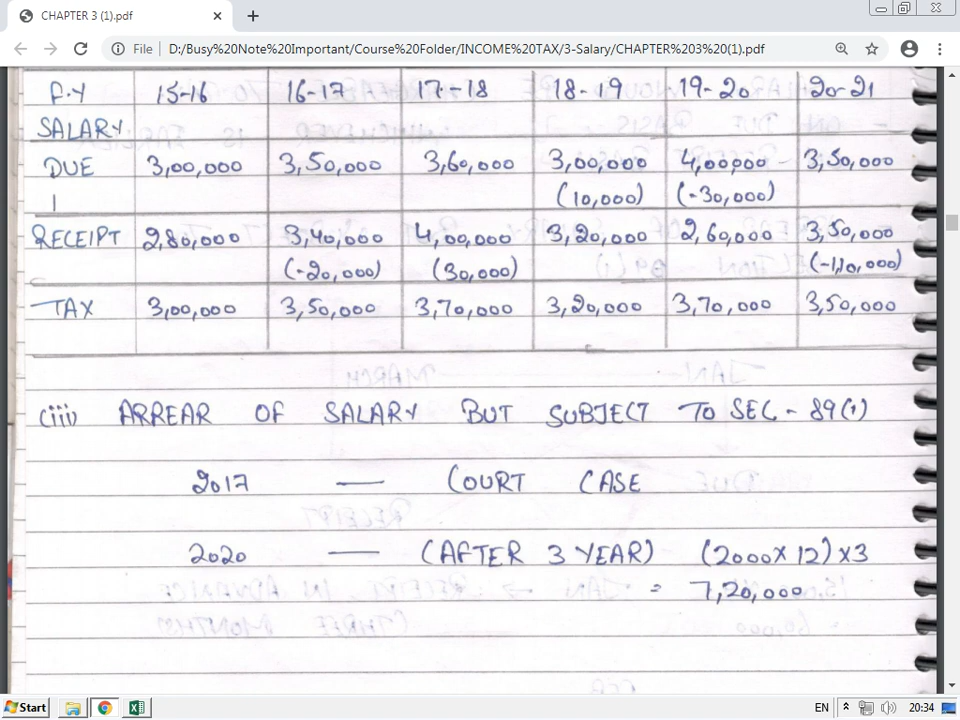 CHAPTER 3 (1).pdf
File D:/Busy%20Note%20Important/Course%20Folder/INCOME%20TAX/3-Salary/CHAPTER%203%20(1).pdf
F.Y 15-16 16-17 17-18 18-19 19-20 20-21
SALARY
DUE 3,00,000 3,50,000 3,60,000 3,00,000 4,00,000 3,50,000
(10,000) (-30,000)
RECEIPT 2,80,000 3,40,000 4,00,000 3,20,000 2,60,000 3,50,000
(-20,000) (30,000) (-1,10,000)
TAX 3,00,000 3,50,000 3,70,000 3,20,000 3,70,000 3,50,000
(iii) ARREAR OF SALARY BUT SUBJECT TO SEC - 89(1)
2017 — COURT CASE
2020 — (AFTER 3 YEAR) (2000x12)x3
= 7,20,000
Start EN 20:34